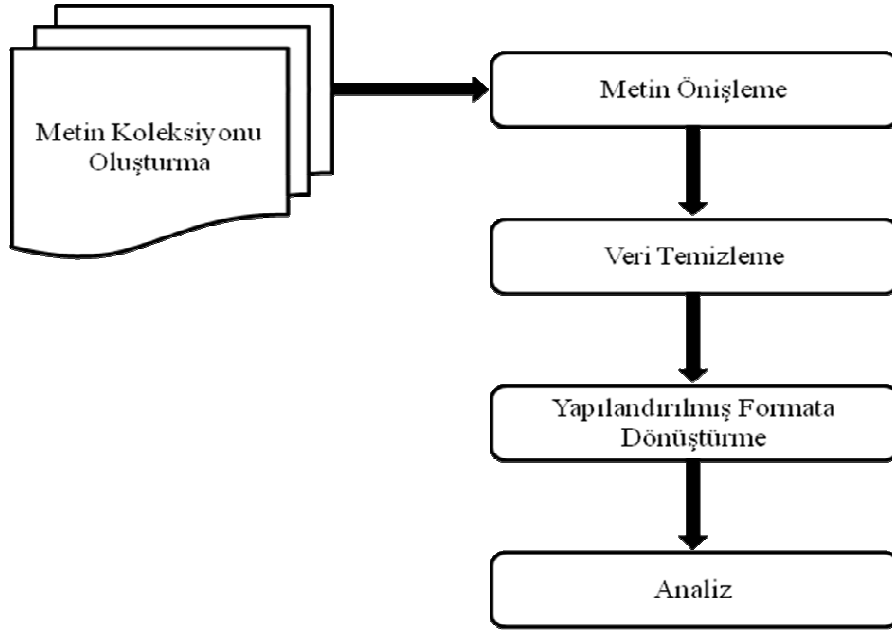 Metin Koleksiyonu
Oluşturma
Metin Önişleme
Veri Temizleme
Yapılandırılmış Formata
Dönüştürme
Analiz